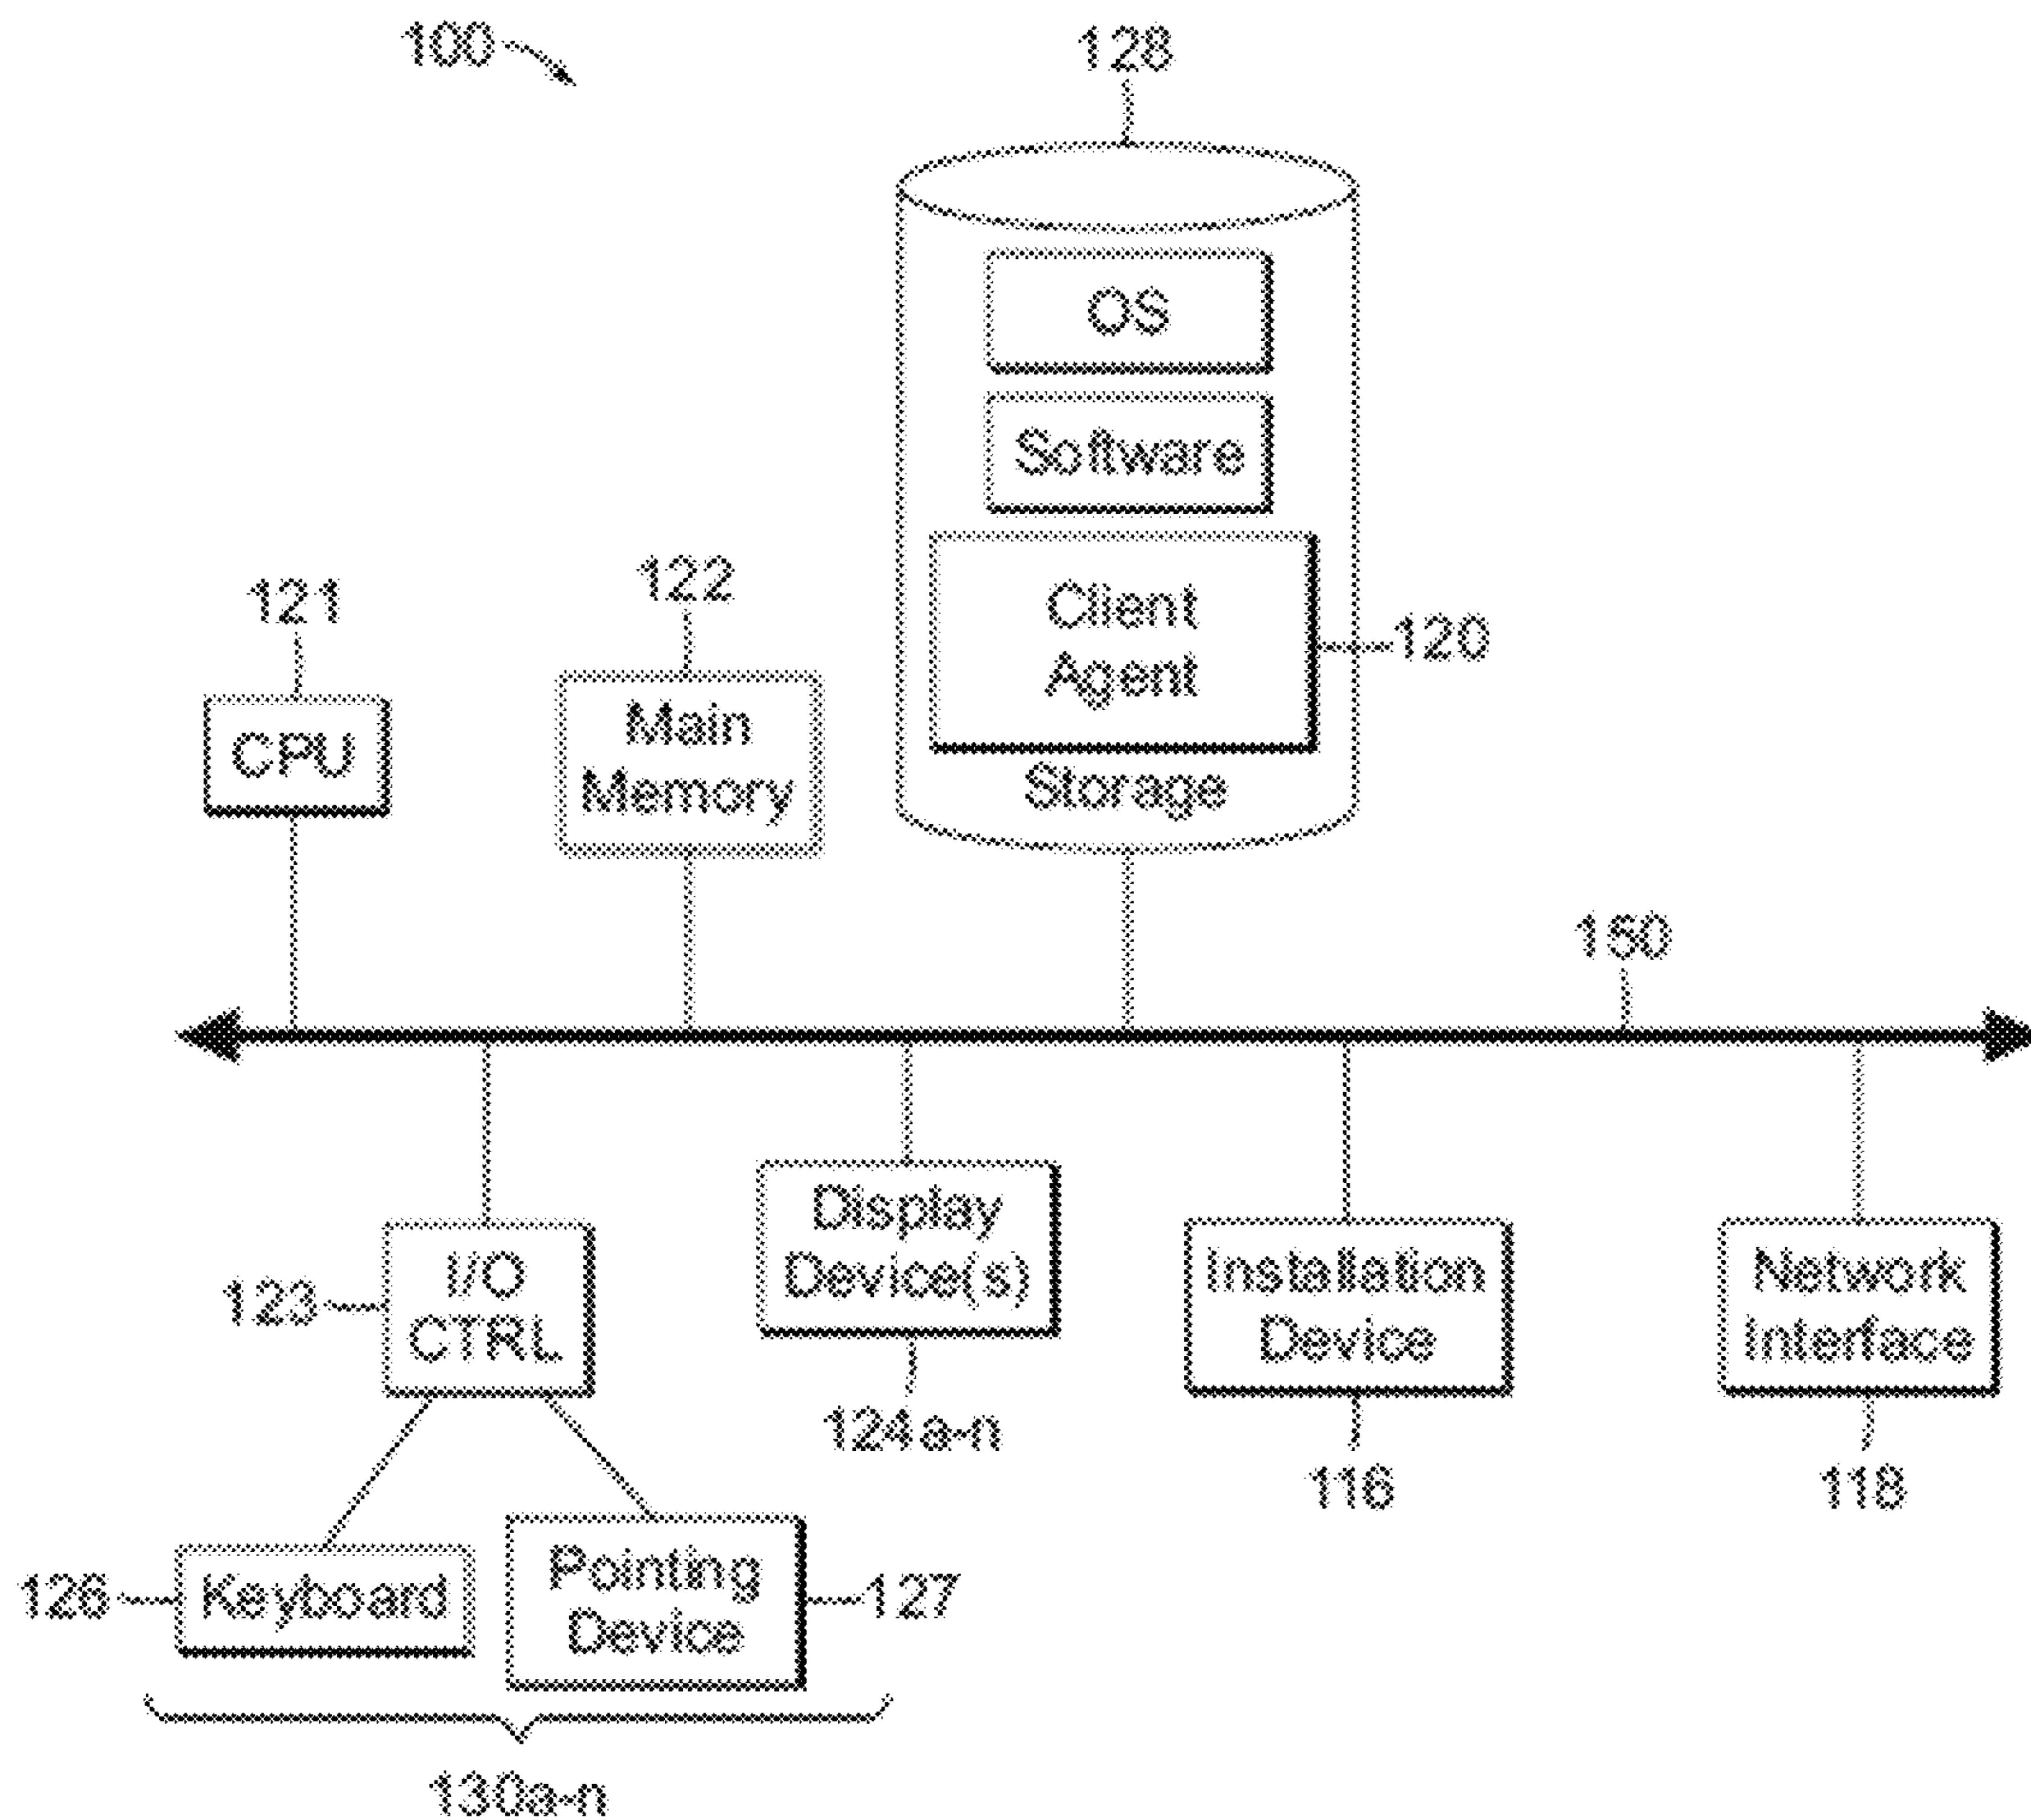 100
128
OS
Software
Client
Agent
120
Storage
121
CPU
122
Main
Memory
150
I/O
CTRL
123
Display
Device(s)
124a-n
Installation
Device
116
Network
Interface
118
126
Keyboard
Pointing
Device
127
130a-n